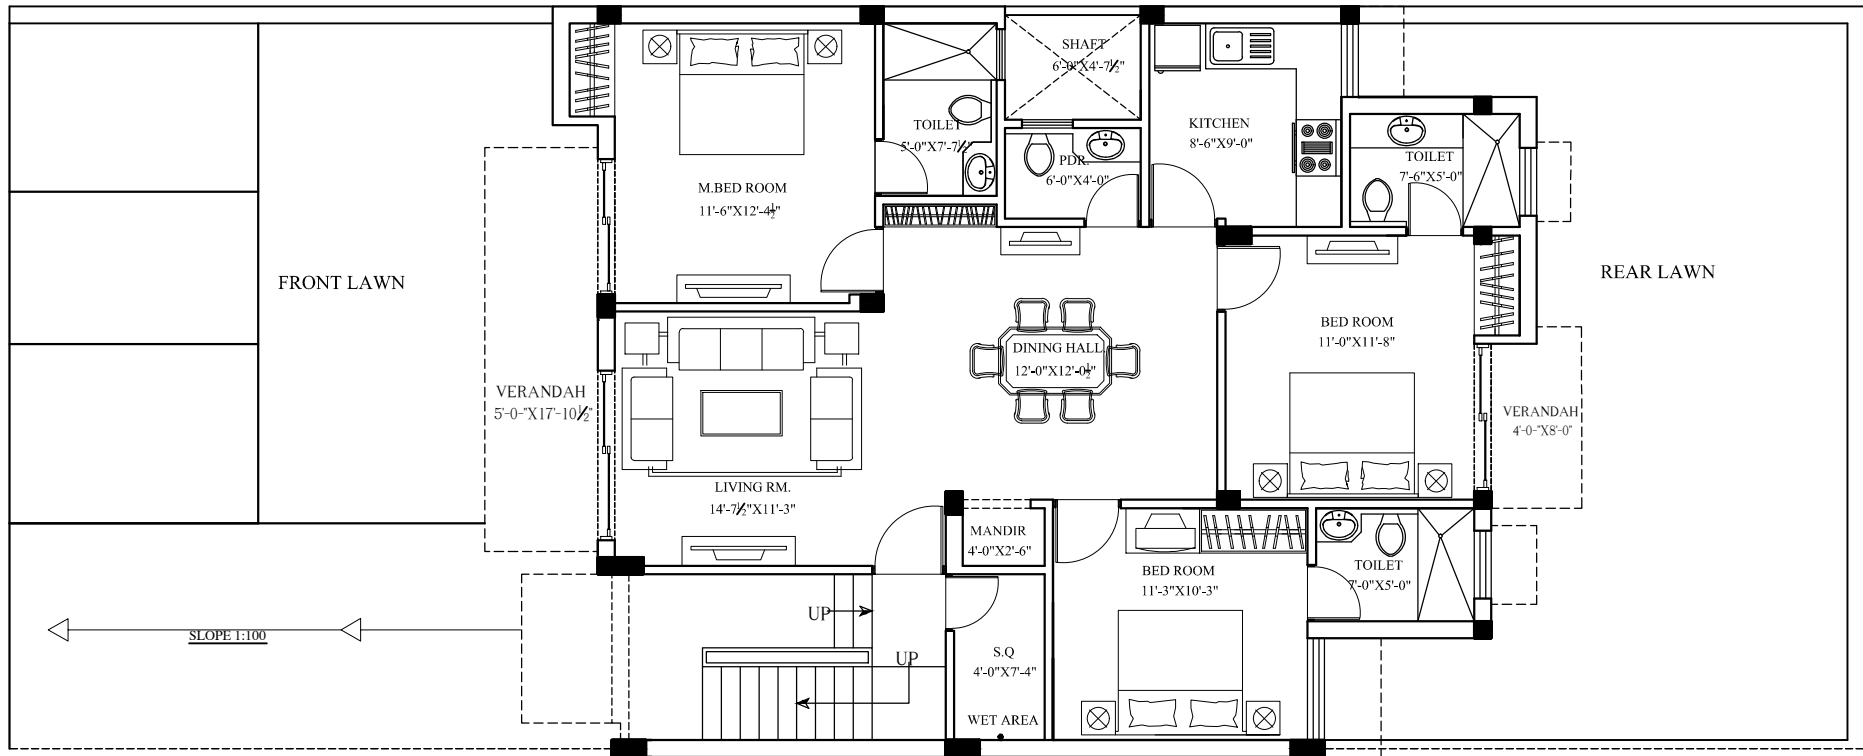 SHAFT
6'-0"X4'-7½"
TOILET
5'-0"X7'-7½"
KITCHEN
8'-6"X9'-0"
PDR.
6'-0"X4'-0"
TOILET
7'-6"X5'-0"
M.BED ROOM
11'-6"X12'-4½"
FRONT LAWN
REAR LAWN
BED ROOM
11'-0"X11'-8"
DINING HALL.
12'-0"X12'-0½"
VERANDAH
5'-0-"X17'-10½"
VERANDAH
4'-0-"X8'-0"
LIVING RM.
14'-7½"X11'-3"
MANDIR
4'-0"X2'-6"
BED ROOM
11'-3"X10'-3"
TOILET
7'-0"X5'-0"
UP
SLOPE 1:100
UP
S.Q
4'-0"X7'-4"
WET AREA